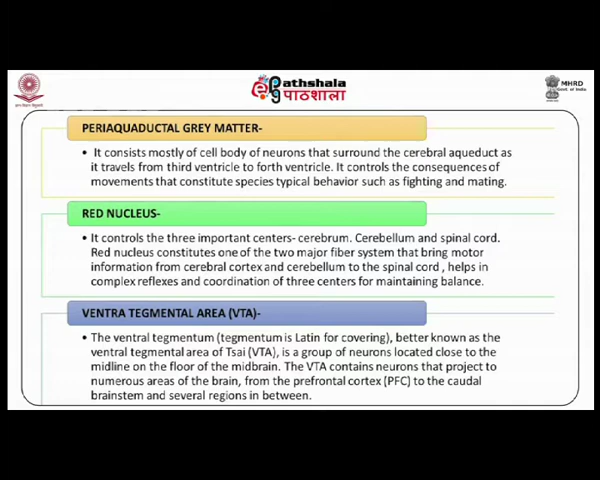 Pathshala
पाठशाला
MHRD
Govt. of India
PERIAQUADUCTAL GREY MATTER-
• It consists mostly of cell body of neurons that surround the cerebral aqueduct as
it travels from third ventricle to forth ventricle. It controls the consequences of
movements that constitute species typical behavior such as fighting and mating.
RED NUCLEUS-
• It controls the three important centers- cerebrum. Cerebellum and spinal cord.
Red nucleus constitutes one of the two major fiber system that bring motor
information from cerebral cortex and cerebellum to the spinal cord , helps in
complex reflexes and coordination of three centers for maintaining balance.
VENTRA TEGMENTAL AREA (VTA)-
• The ventral tegmentum (tegmentum is Latin for covering), better known as the
ventral tegmental area of Tsai (VTA), is a group of neurons located close to the
midline on the floor of the midbrain. The VTA contains neurons that project to
numerous areas of the brain, from the prefrontal cortex (PFC) to the caudal
brainstem and several regions in between.